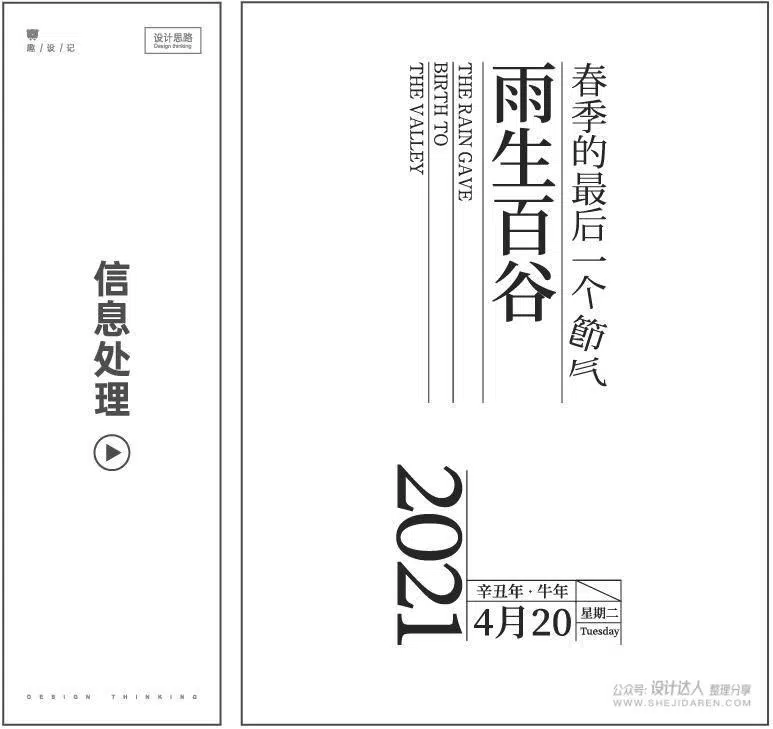 趣/设/记
设计思路
Design thinking
信息处理
DESIGN THINKING
春季的最后一个節气
雨生百谷
THE RAIN GAVE
BIRTH TO
THE VALLEY
2021
辛丑年·牛年
4月20
星期二
Tuesday
公众号: 设计达人 整理分享
WWW.SHEJIDAREN.COM